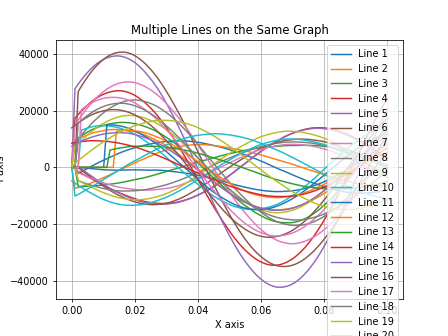 Multiple Lines on the Same Graph
40000
20000
0
−20000
−40000
0.00
0.02
0.04
0.06
0.08
X axis
Line 1
Line 2
Line 3
Line 4
Line 5
Line 6
Line 7
Line 8
Line 9
Line 10
Line 11
Line 12
Line 13
Line 14
Line 15
Line 16
Line 17
Line 18
Line 19
Line 20